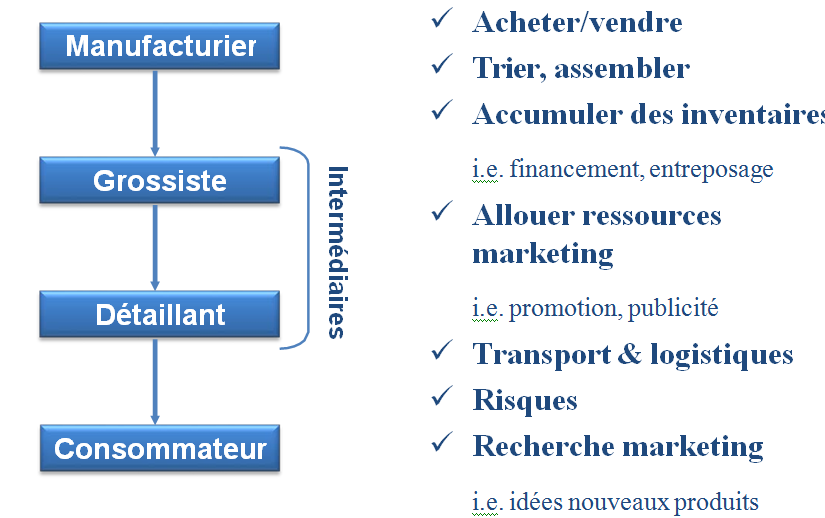 Manufacturier
Grossiste
Détaillant
Consommateur
Intermédiaires
✓ Acheter/vendre
✓ Trier, assembler
✓ Accumuler des inventaires
i.e. financement, entreposage
✓ Allouer ressources
marketing
i.e. promotion, publicité
✓ Transport & logistiques
✓ Risques
✓ Recherche marketing
i.e. idées nouveaux produits